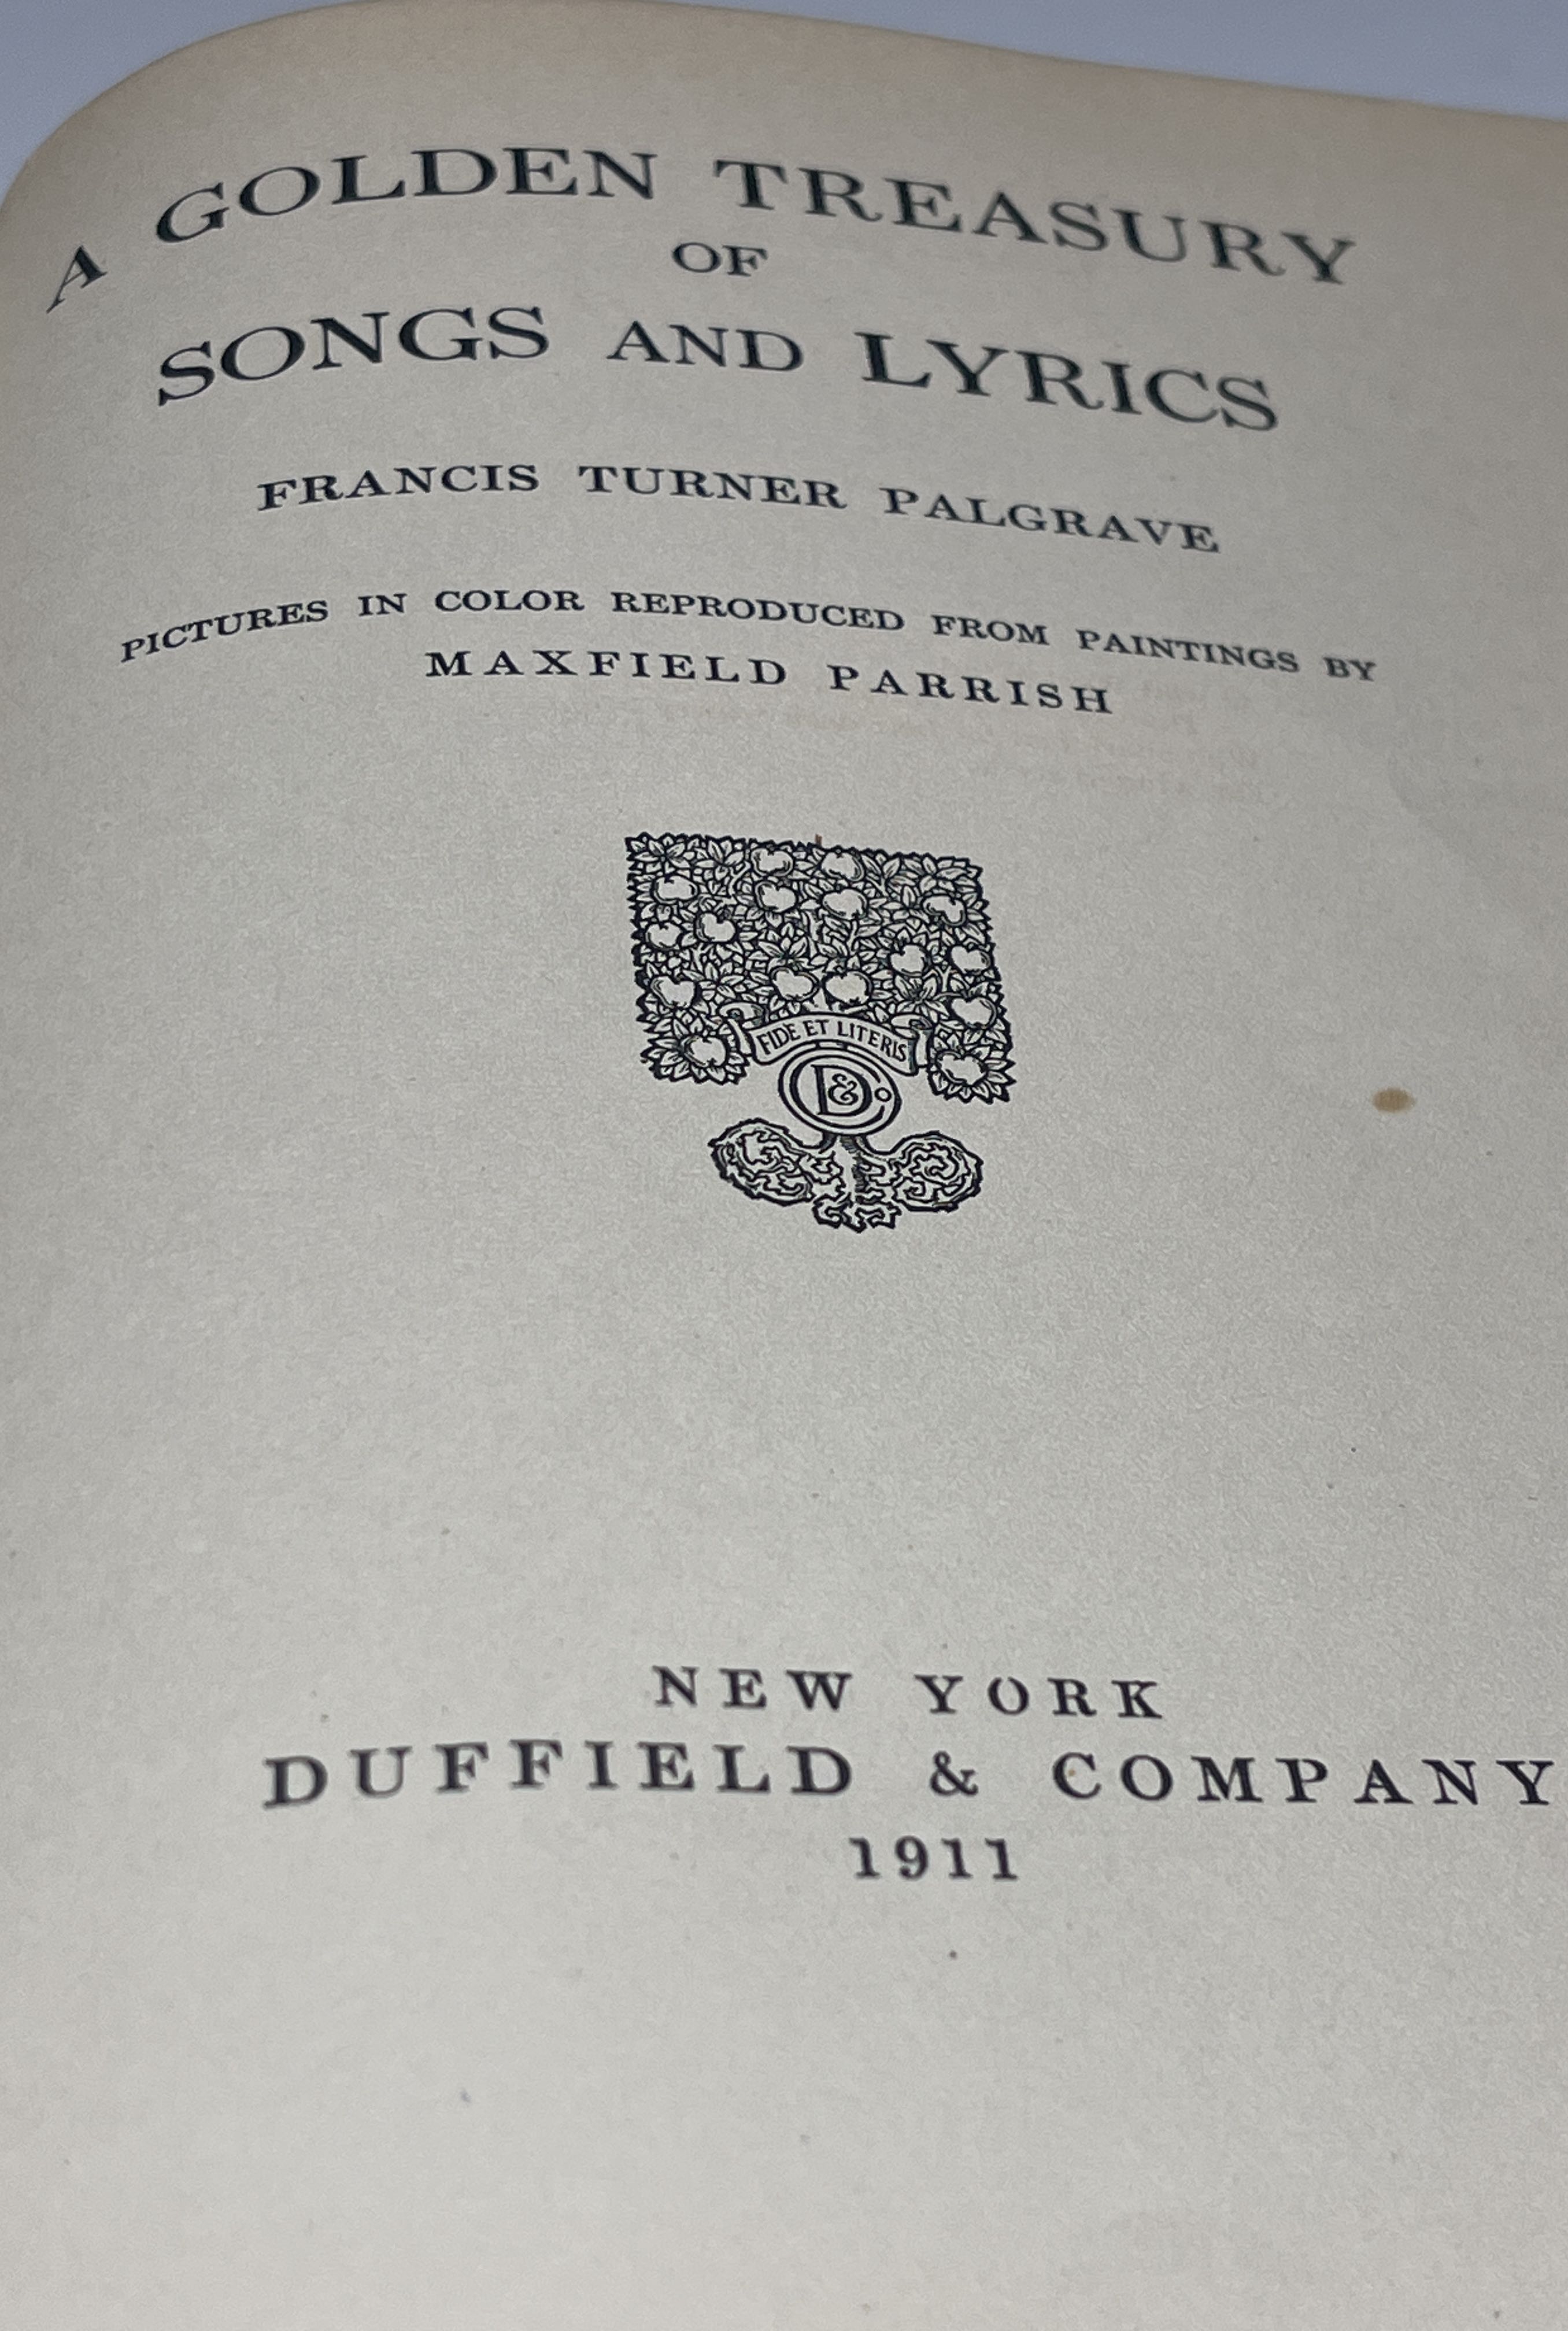 A GOLDEN TREASURY
OF
SONGS AND LYRICS
FRANCIS TURNER PALGRAVE
PICTURES IN COLOR REPRODUCED FROM PAINTINGS BY
MAXFIELD PARRISH
FIDE ET LITERIS
D & Co
NEW YORK
DUFFIELD & COMPANY
1911